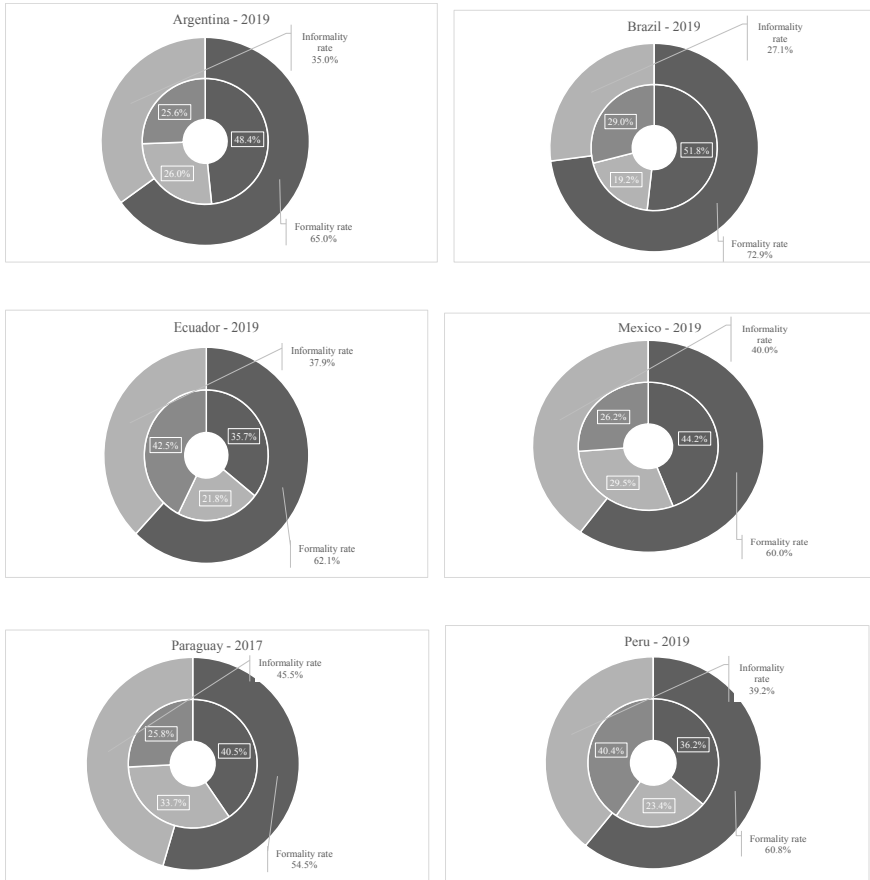 Argentina - 2019
Informality
rate
35.0%
25.6%
48.4%
26.0%
Formality rate
65.0%
Brazil - 2019
Informality
rate
27.1%
29.0%
51.8%
19.2%
Formality rate
72.9%
Ecuador - 2019
Informality rate
37.9%
42.5%
35.7%
21.8%
Formality rate
62.1%
Mexico - 2019
Informality
rate
40.0%
26.2%
44.2%
29.5%
Formality rate
60.0%
Paraguay - 2017
Informality rate
45.5%
25.8%
40.5%
33.7%
Formality rate
54.5%
Peru - 2019
Informality
rate
39.2%
40.4%
36.2%
23.4%
Formality rate
60.8%